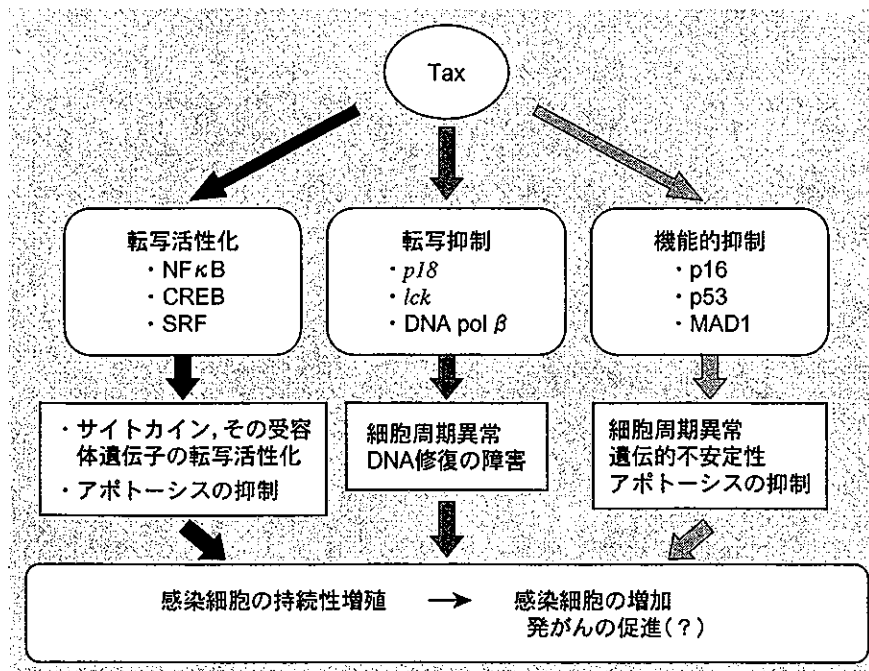 Tax
転写活性化
・NFκB
・CREB
・SRF
転写抑制
・p18
・lck
・DNA pol β
機能的抑制
・p16
・p53
・MAD1
・サイトカイン,その受容
体遺伝子の転写活性化
・アポトーシスの抑制
細胞周期異常
DNA修復の障害
細胞周期異常
遺伝的不安定性
アポトーシスの抑制
感染細胞の持続性増殖 → 感染細胞の増加
発がんの促進(?)